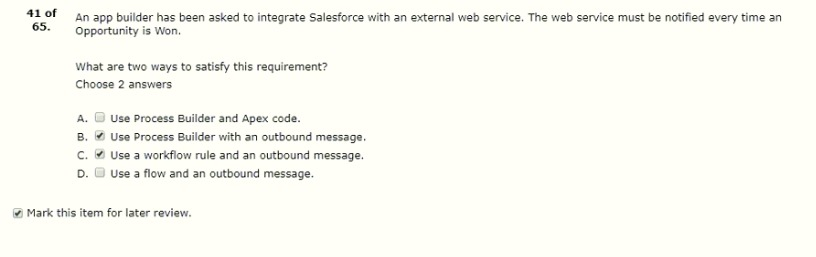 41 of
65.
An app builder has been asked to integrate Salesforce with an external web service. The web service must be notified every time an
Opportunity is Won.
What are two ways to satisfy this requirement?
Choose 2 answers
A. Use Process Builder and Apex code.
B. Use Process Builder with an outbound message.
C. Use a workflow rule and an outbound message.
D. Use a flow and an outbound message.
Mark this item for later review.